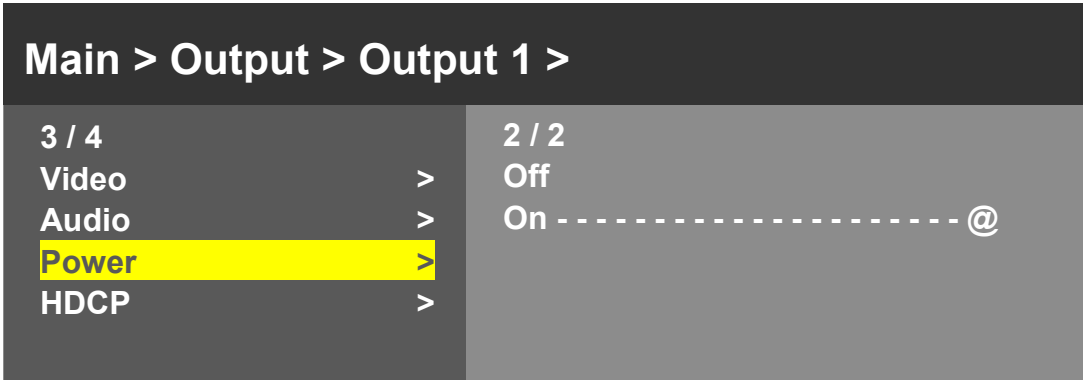 Main > Output > Output 1 >
3 / 4
Video >
Audio >
Power >
HDCP >
2 / 2
Off
On - - - - - - - - - - - - - - - - - - - - - @